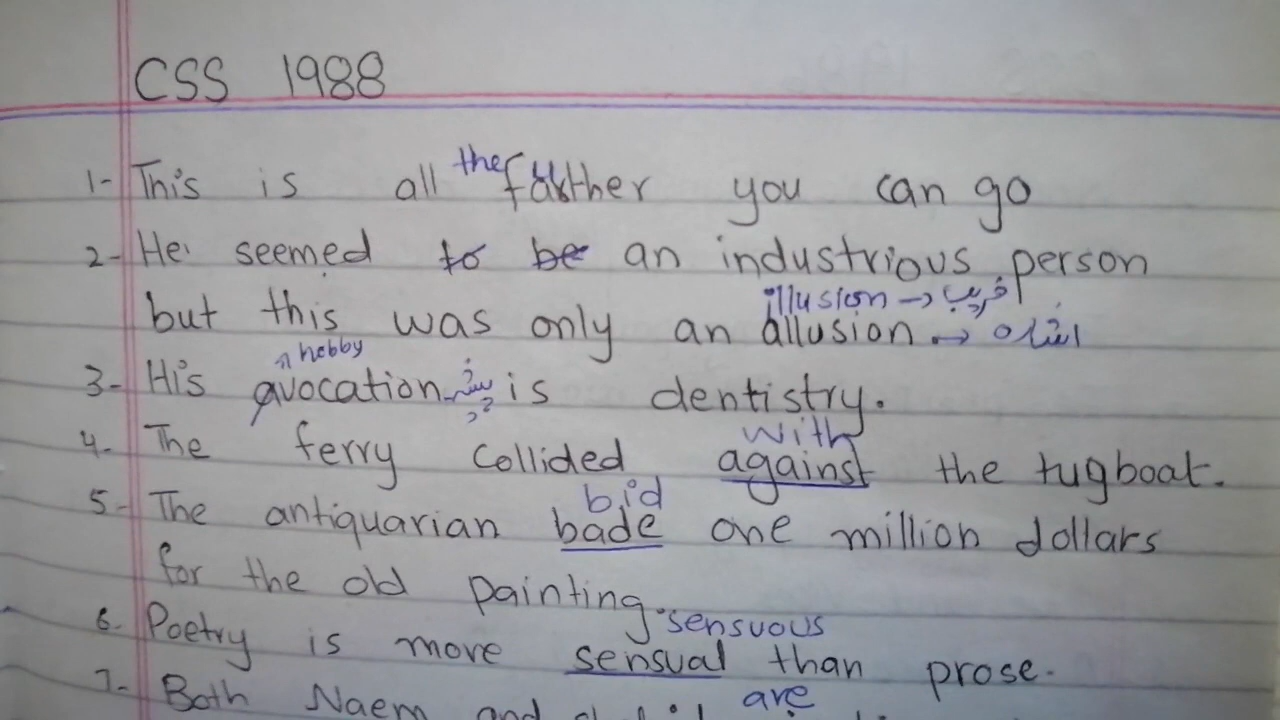 CSS 1988
the
1- This is all farther you can go
2- He seemed to be an industrious person
illusion → فریب
but this was only an allusion → اشارہ
hobby
3- His avocation پیشہ is dentistry.
with
4- The ferry collided against the tugboat.
bid
5- The antiquarian bade one million dollars
for the old painting.
sensuous
6- Poetry is more sensual than prose.
are
7- Both Naem and